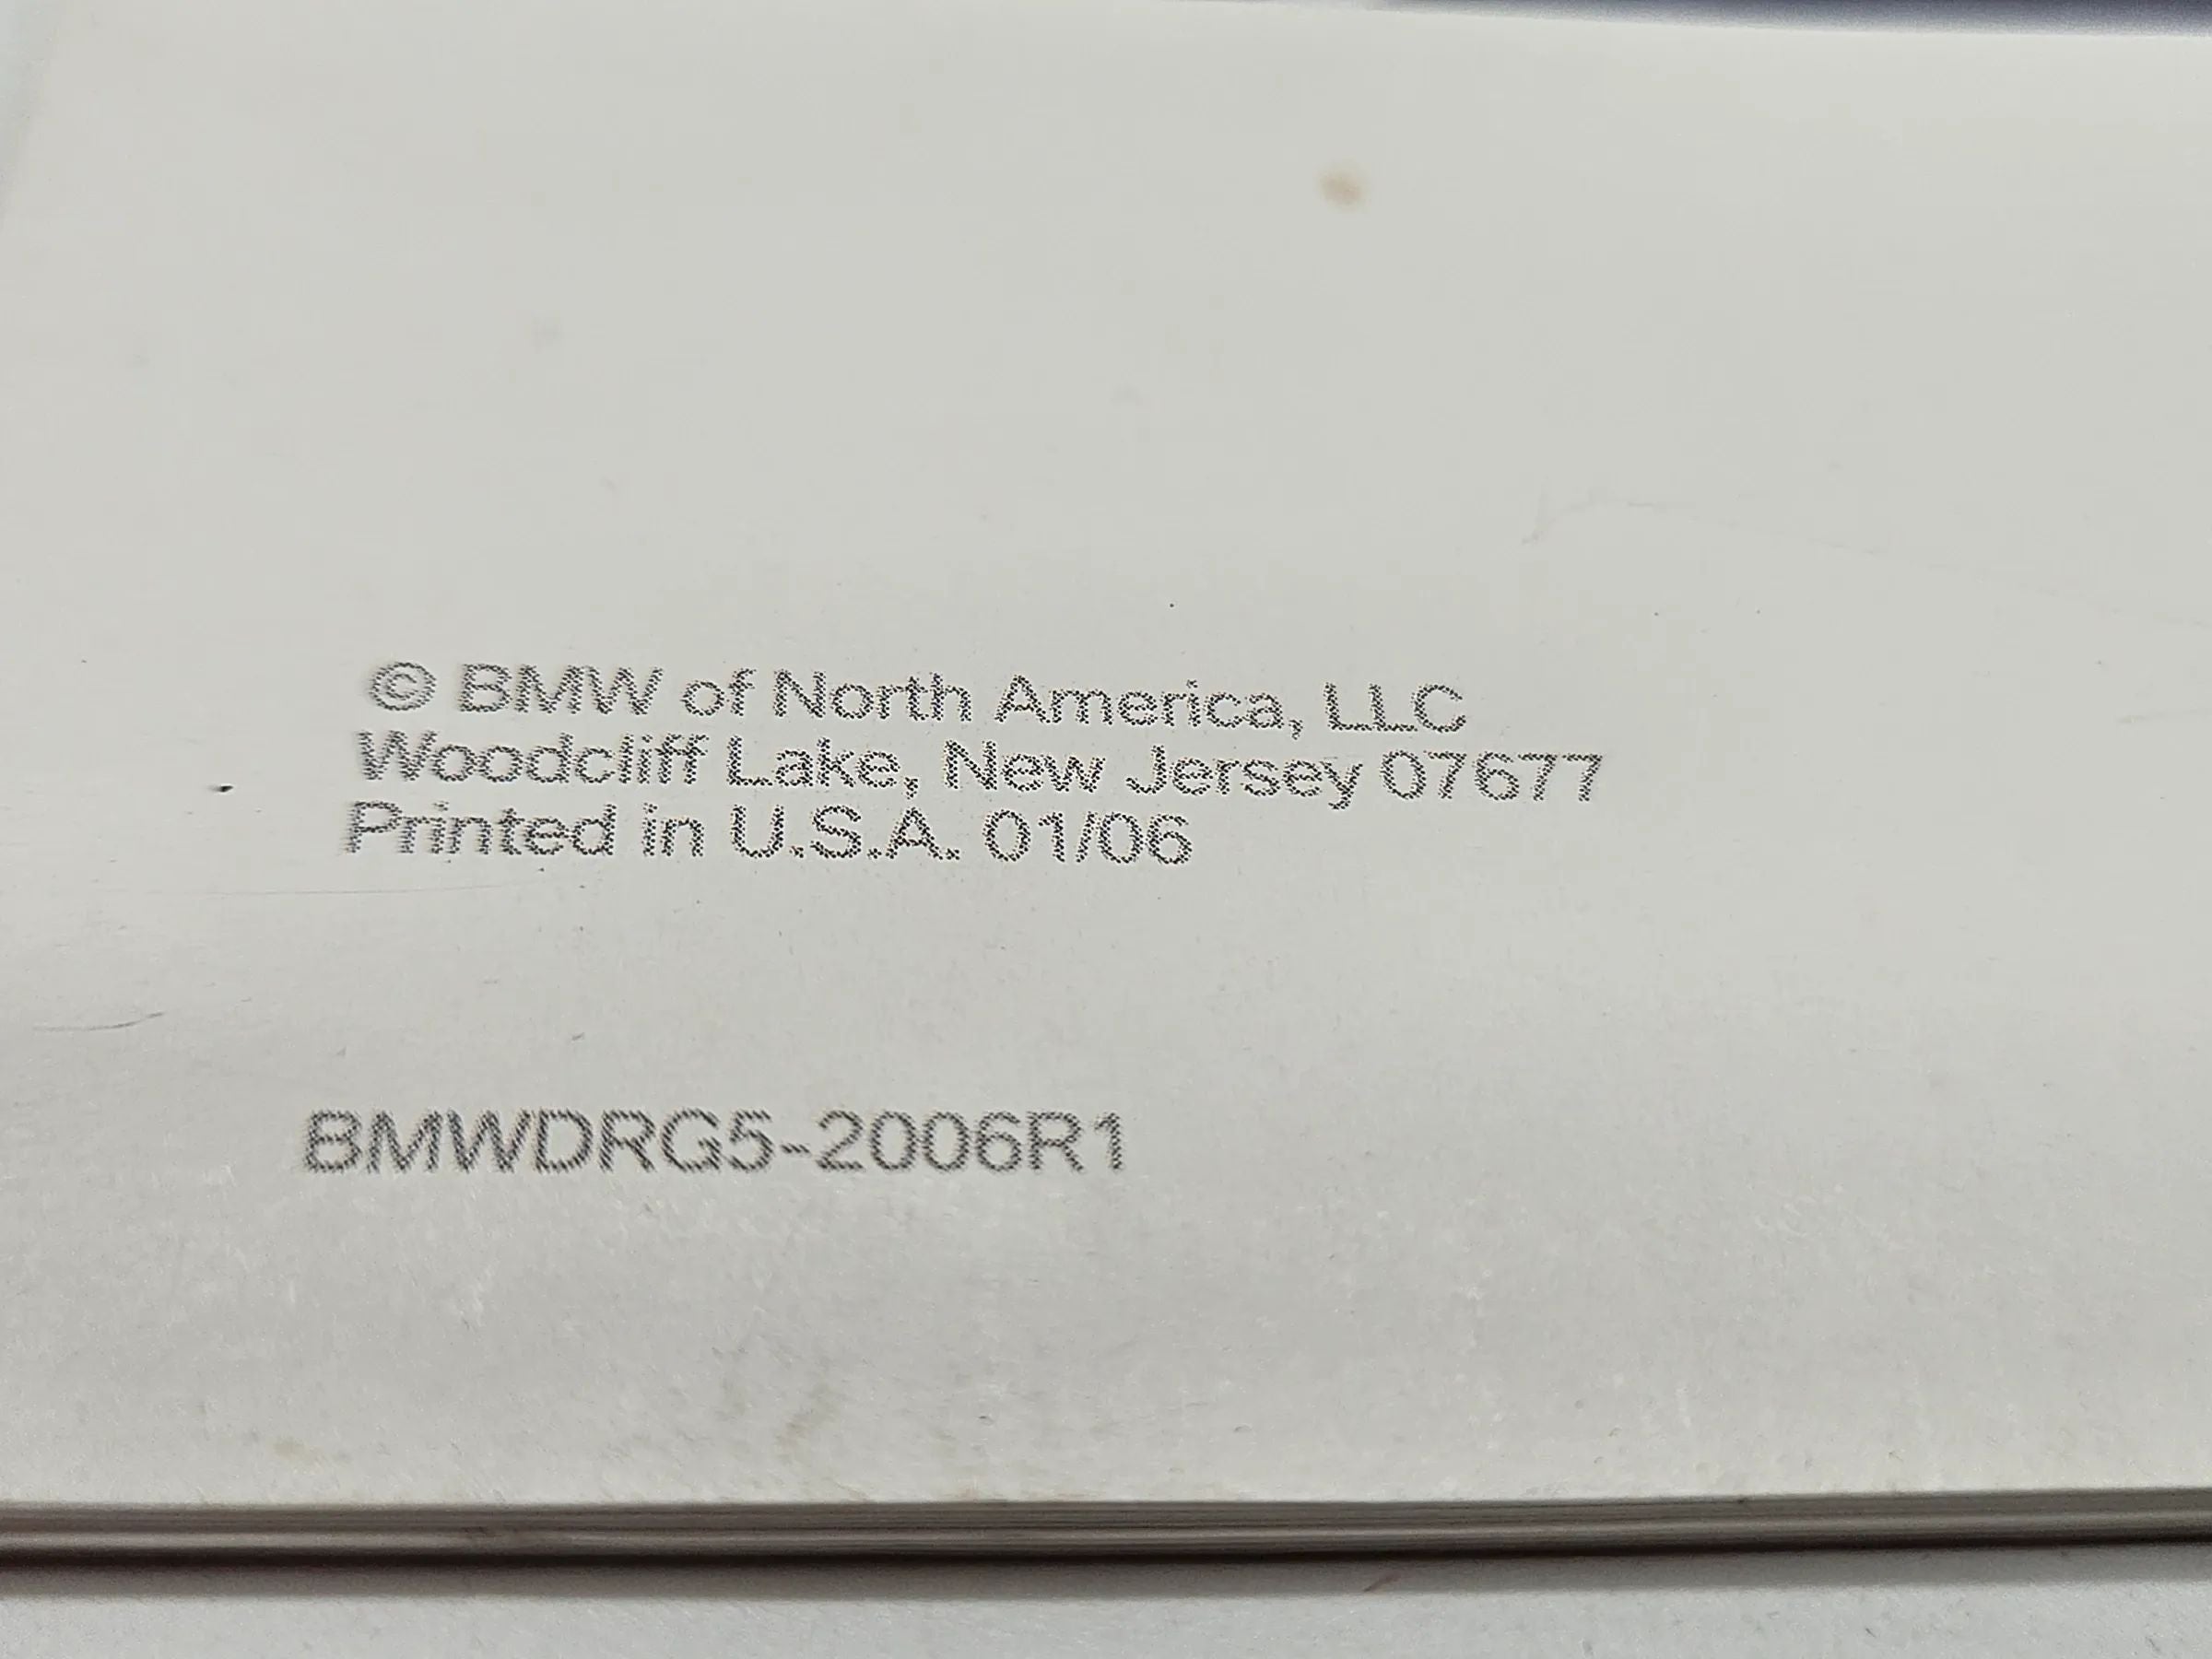 © BMW of North America, LLC
Woodcliff Lake, New Jersey 07677
Printed in U.S.A. 01/06
BMWDRG5-2006R1